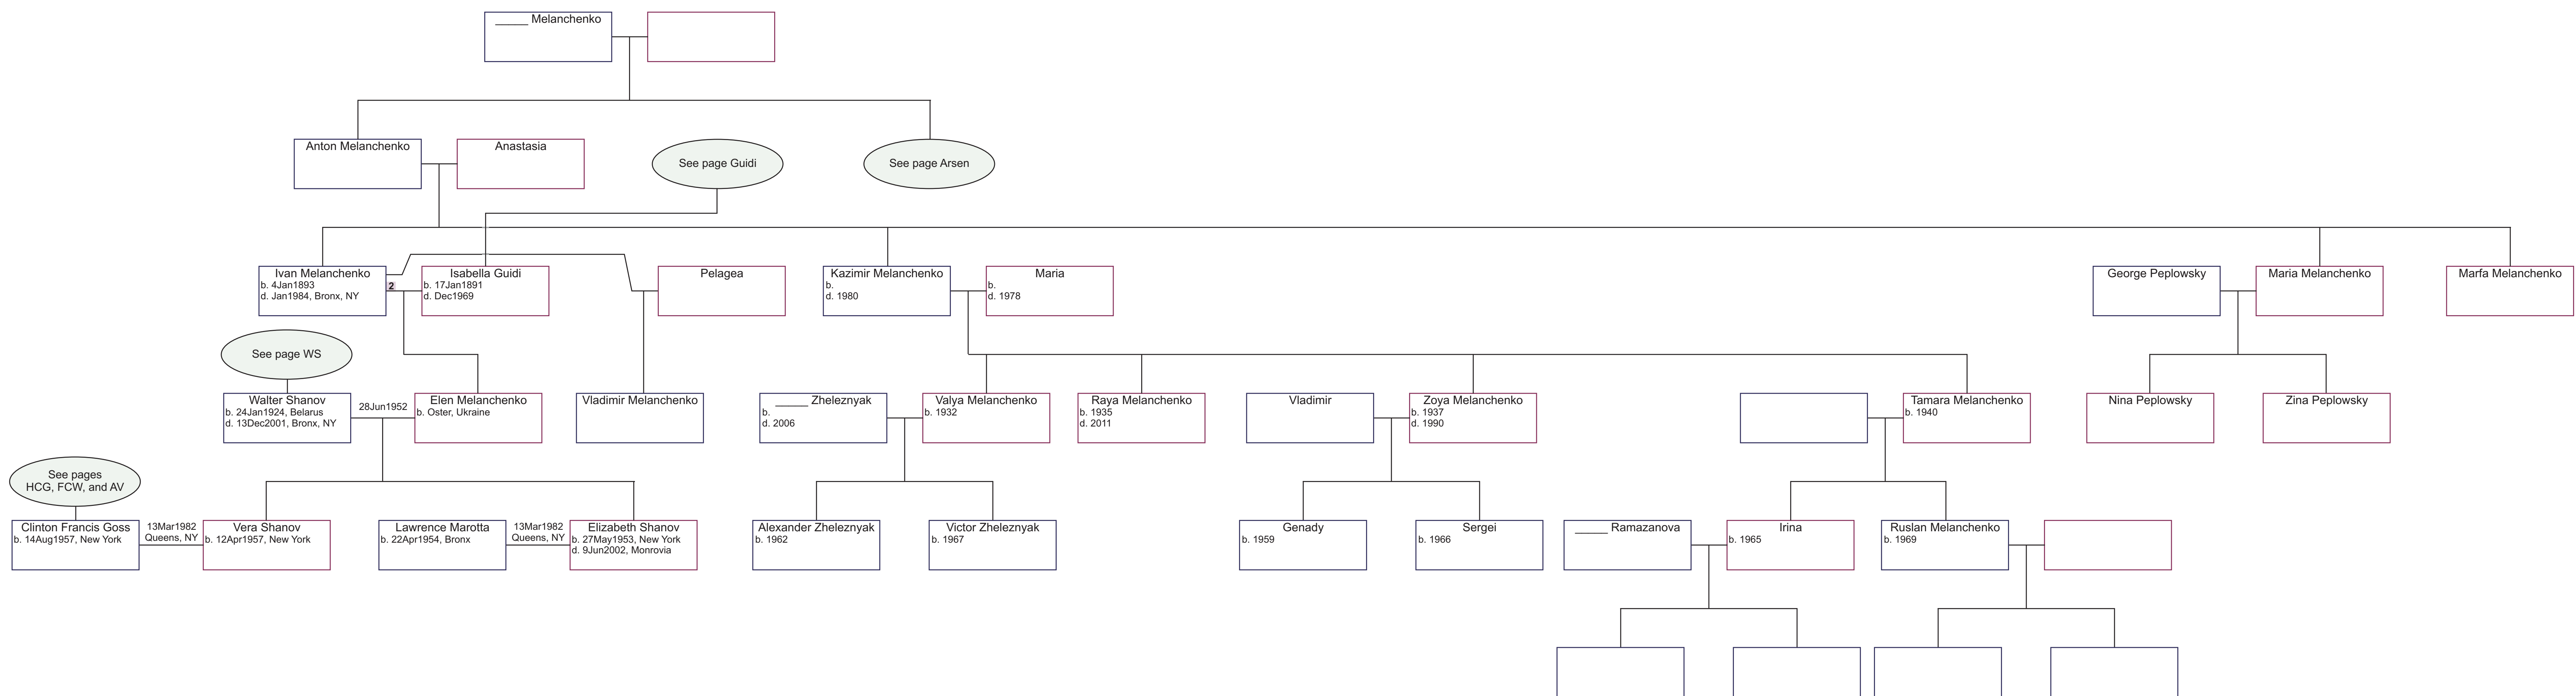 ______ Melanchenko
Anton Melanchenko
Anastasia
See page Guidi
See page Arsen
Ivan Melanchenko
b. 4Jan1893
d. Jan1984, Bronx, NY
2
Isabella Guidi
b. 17Jan1891
d. Dec1969
Pelagea
Kazimir Melanchenko
b.
d. 1980
Maria
b.
d. 1978
George Peplowsky
Maria Melanchenko
Marfa Melanchenko
See page WS
Walter Shanov
b. 24Jan1924, Belarus
d. 13Dec2001, Bronx, NY
28Jun1952
Elen Melanchenko
b. Oster, Ukraine
Vladimir Melanchenko
______ Zheleznyak
b.
d. 2006
Valya Melanchenko
b. 1932
Raya Melanchenko
b. 1935
d. 2011
Vladimir
Zoya Melanchenko
b. 1937
d. 1990
Tamara Melanchenko
b. 1940
Nina Peplowsky
Zina Peplowsky
See pages
HCG, FCW, and AV
Clinton Francis Goss
b. 14Aug1957, New York
13Mar1982
Queens, NY
Vera Shanov
b. 12Apr1957, New York
Lawrence Marotta
b. 22Apr1954, Bronx
13Mar1982
Queens, NY
Elizabeth Shanov
b. 27May1953, New York
d. 9Jun2002, Monrovia
Alexander Zheleznyak
b. 1962
Victor Zheleznyak
b. 1967
Genady
b. 1959
Sergei
b. 1966
______ Ramazanova
Irina
b. 1965
Ruslan Melanchenko
b. 1969